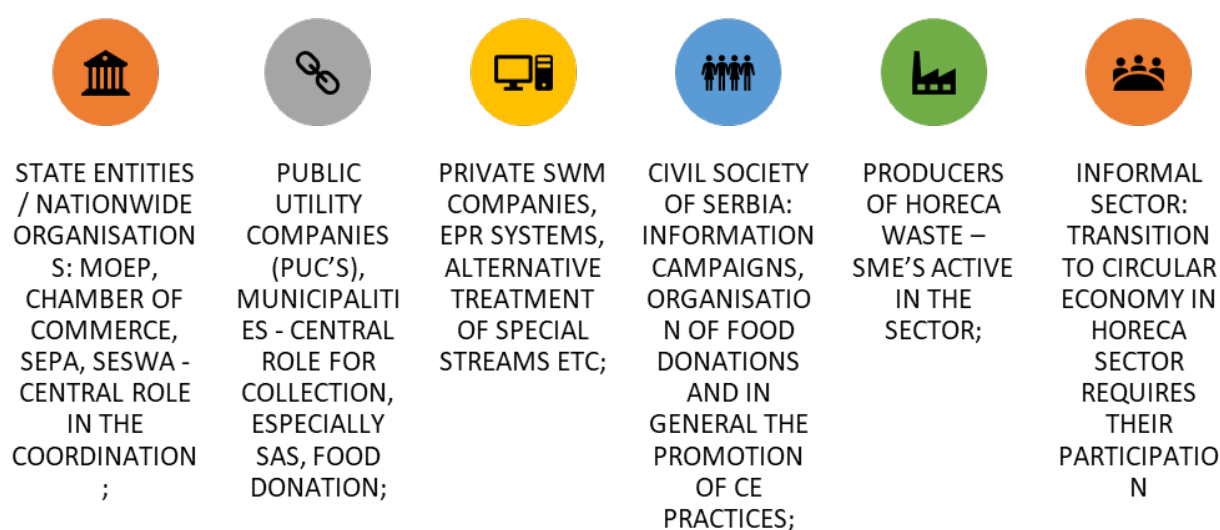 STATE ENTITIES
/ NATIONWIDE
ORGANISATION
S: MOEP,
CHAMBER OF
COMMERCE,
SEPA, SESWA -
CENTRAL ROLE
IN THE
COORDINATION
;
PUBLIC
UTILITY
COMPANIES
(PUC’S),
MUNICIPALITI
ES - CENTRAL
ROLE FOR
COLLECTION,
ESPECIALLY
SAS, FOOD
DONATION;
PRIVATE SWM
COMPANIES,
EPR SYSTEMS,
ALTERNATIVE
TREATMENT
OF SPECIAL
STREAMS ETC;
CIVIL SOCIETY
OF SERBIA:
INFORMATION
CAMPAIGNS,
ORGANISATIO
N OF FOOD
DONATIONS
AND IN
GENERAL THE
PROMOTION
OF CE
PRACTICES;
PRODUCERS
OF HORECA
WASTE –
SME’S ACTIVE
IN THE
SECTOR;
INFORMAL
SECTOR:
TRANSITION
TO CIRCULAR
ECONOMY IN
HORECA
SECTOR
REQUIRES
THEIR
PARTICIPATIO
N